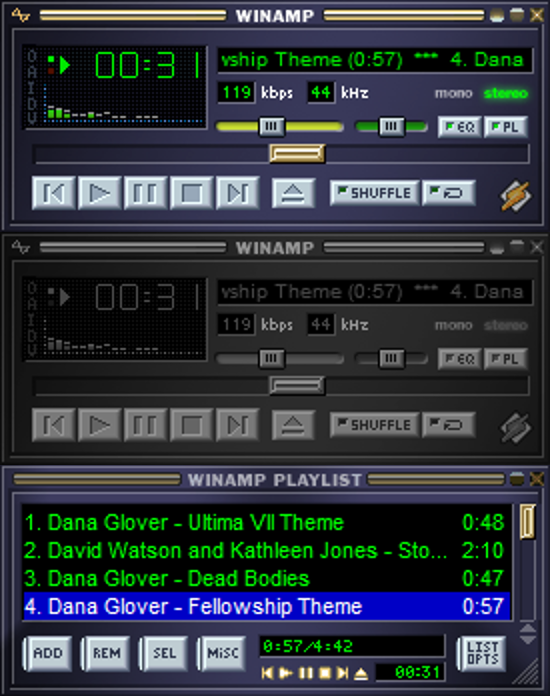 WINAMP
O
A
I
D
V
00:31
vship Theme (0:57) *** 4. Dana
119 kbps 44 kHz mono stereo
EQ PL
SHUFFLE
WINAMP
O
A
I
D
V
00:31
vship Theme (0:57) *** 4. Dana
119 kbps 44 kHz mono stereo
EQ PL
SHUFFLE
WINAMP PLAYLIST
1. Dana Glover - Ultima VII Theme 0:48
2. David Watson and Kathleen Jones - Sto... 2:10
3. Dana Glover - Dead Bodies 0:47
4. Dana Glover - Fellowship Theme 0:57
ADD REM SEL MiSC
0:57/4:42
00:31
LIST
OPTS